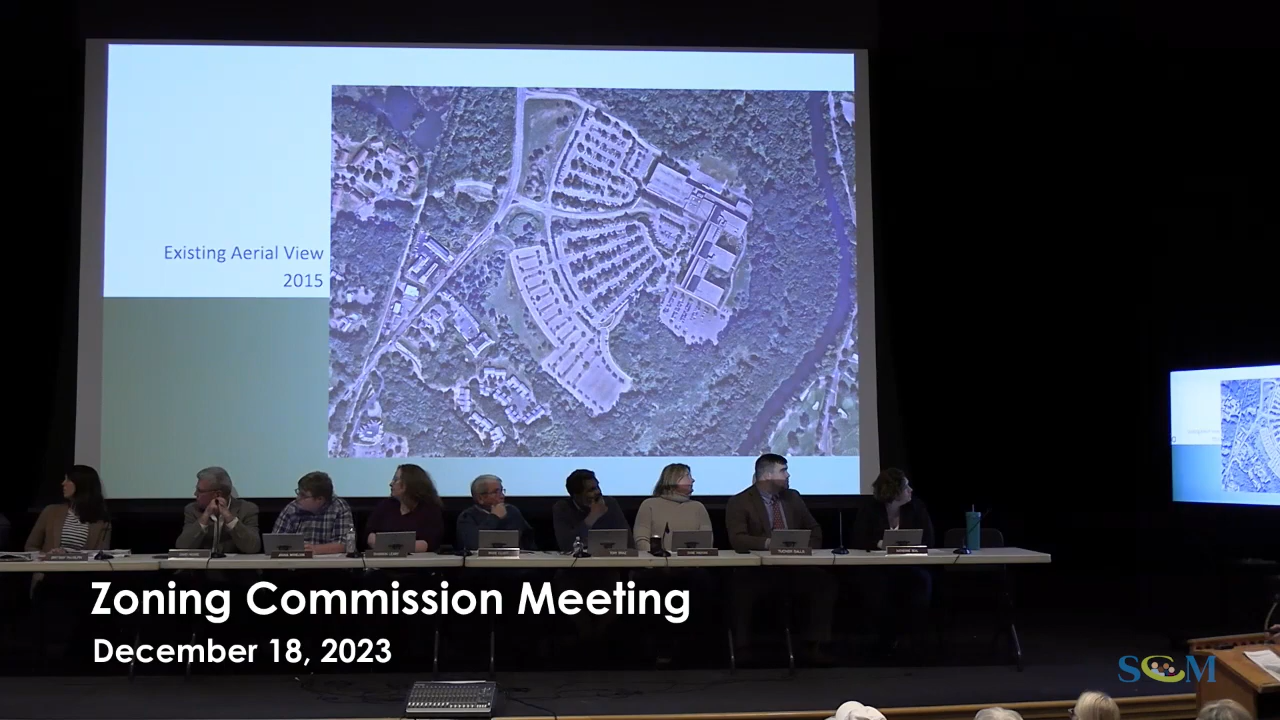 Existing Aerial View
2015
Zoning Commission Meeting
December 18, 2023
SCM